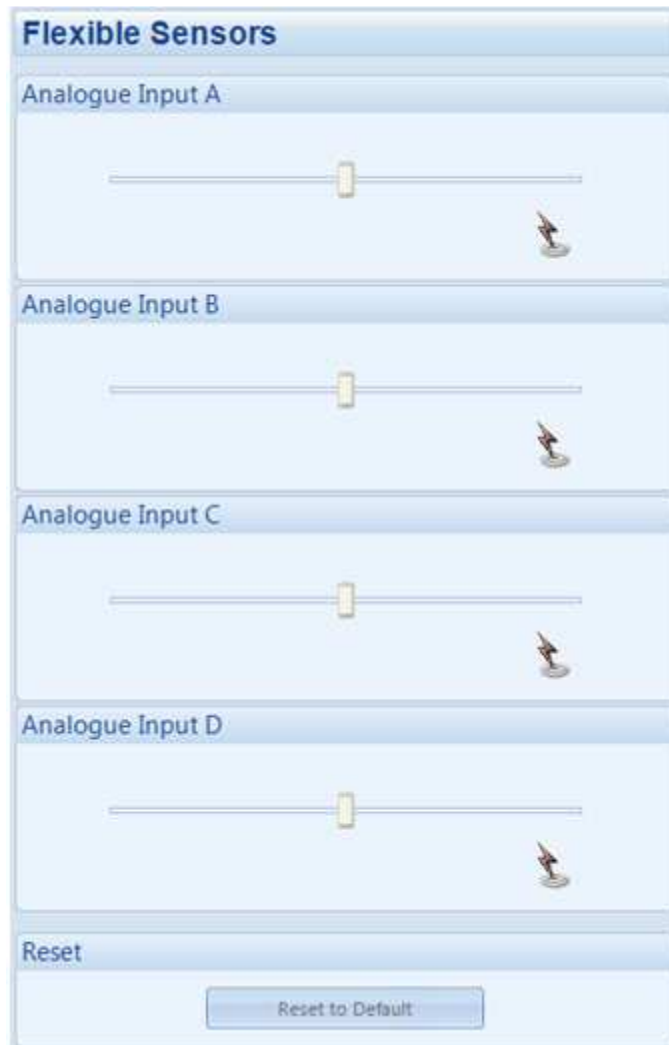 Flexible Sensors
Analogue Input A
Analogue Input B
Analogue Input C
Analogue Input D
Reset
Reset to Default